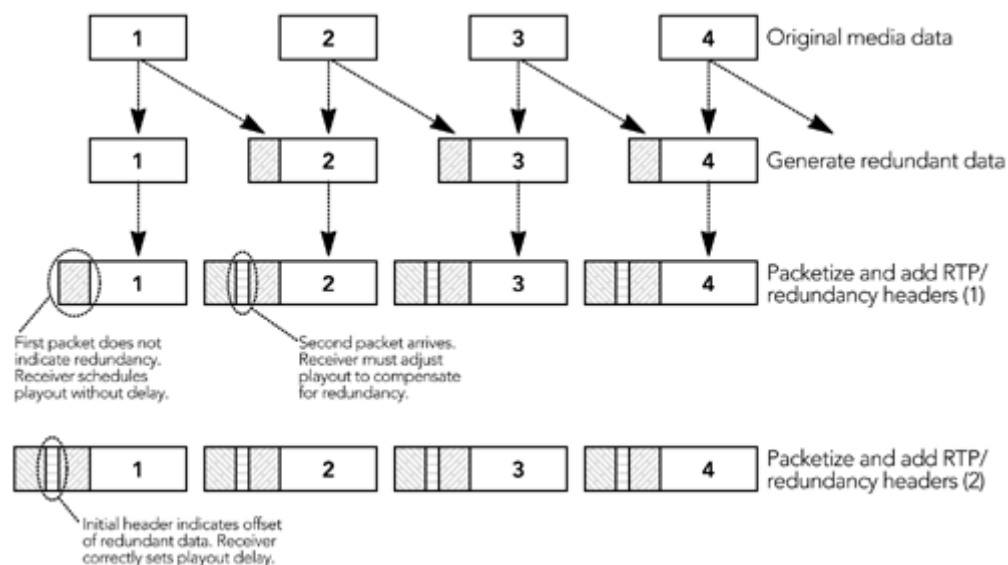 1
2
3
4
Original media data
1
2
3
4
Generate redundant data
1
2
3
4
Packetize and add RTP/
redundancy headers (1)
First packet does not
indicate redundancy.
Receiver schedules
playout without delay.
Second packet arrives.
Receiver must adjust
playout to compensate
for redundancy.
1
2
3
4
Packetize and add RTP/
redundancy headers (2)
Initial header indicates offset
of redundant data. Receiver
correctly sets playout delay.